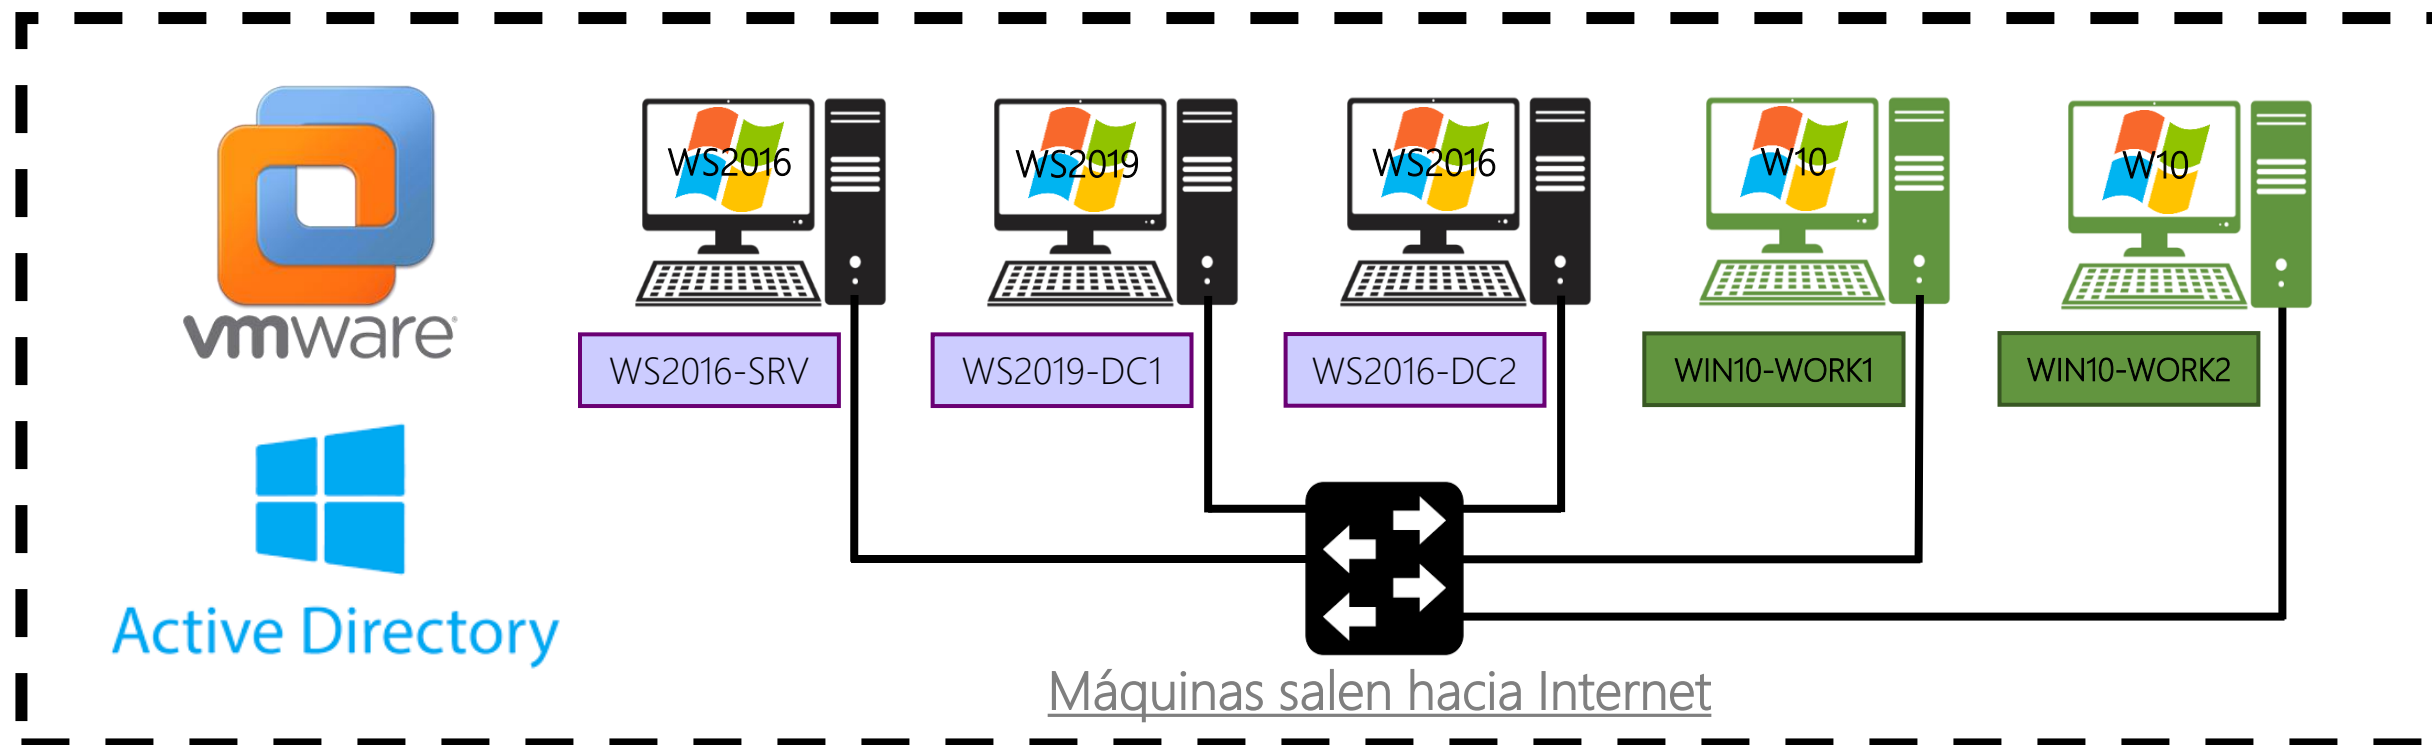 WS2016
WS2019
WS2016
W10
W10
vmware
WS2016-SRV
WS2019-DC1
WS2016-DC2
WIN10-WORK1
WIN10-WORK2
Active Directory
Máquinas salen hacia Internet